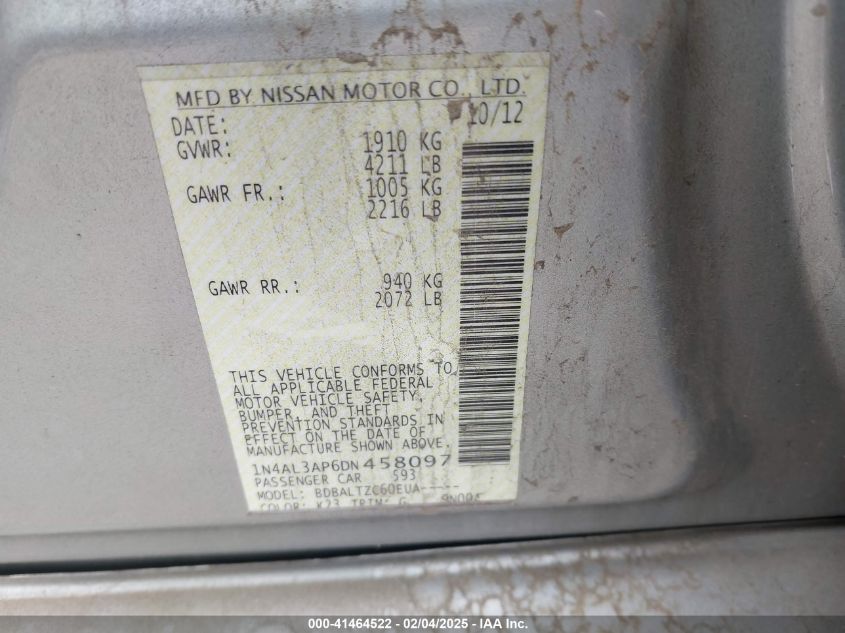 MFD BY NISSAN MOTOR CO., LTD.
DATE: 10/12
GVWR: 1910 KG
4211 LB
GAWR FR.: 1005 KG
2216 LB
GAWR RR.: 940 KG
2072 LB
THIS VEHICLE CONFORMS TO
ALL APPLICABLE FEDERAL
MOTOR VEHICLE SAFETY,
BUMPER, AND THEFT
PREVENTION STANDARDS IN
EFFECT ON THE DATE OF
MANUFACTURE SHOWN ABOVE.
1N4AL3AP6DN458097
PASSENGER CAR 593
MODEL: BDBALTZC60EUA-----
COLOR: K23 TRIM: G
000-41464522 - 02/04/2025 - IAA Inc.